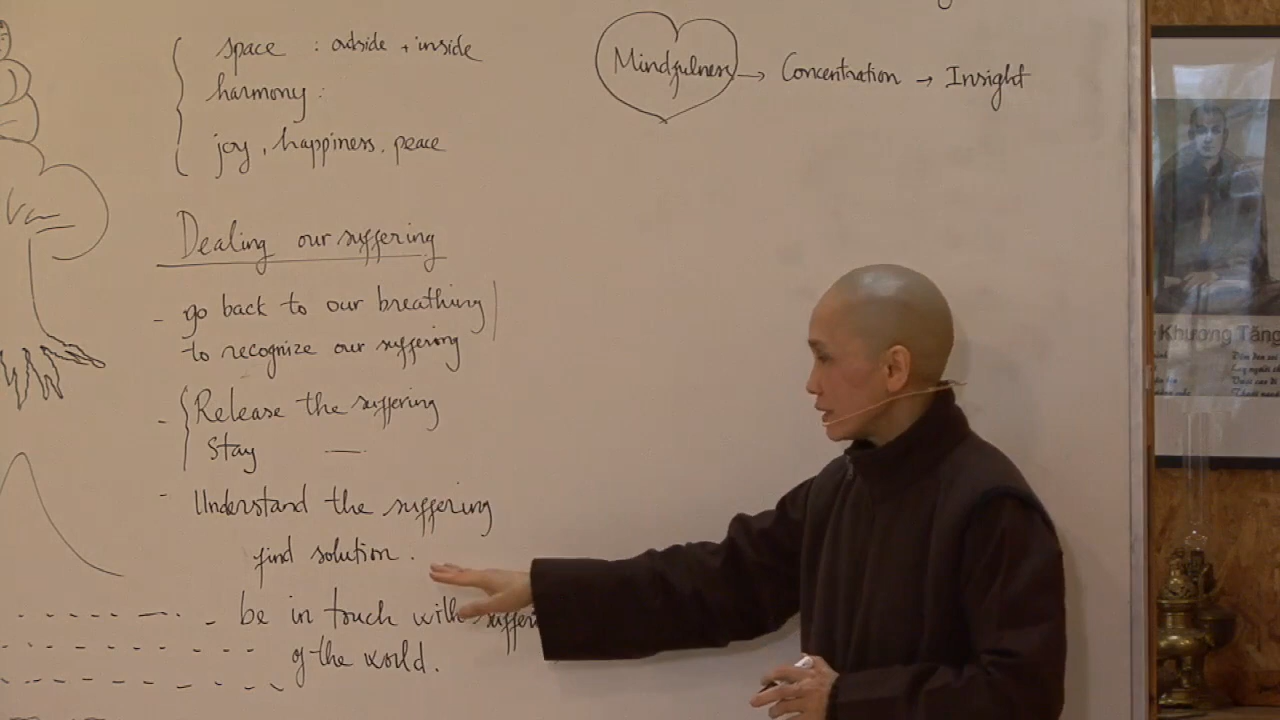 space : outside + inside
harmony :
joy, happiness, peace
Dealing our suffering
- go back to our breathing
to recognize our suffering
- Release the suffering
Stay —
- Understand the suffering
find solution.
- be in touch with
of the world.
Mindfulness → Concentration → Insight
Khương Tăng